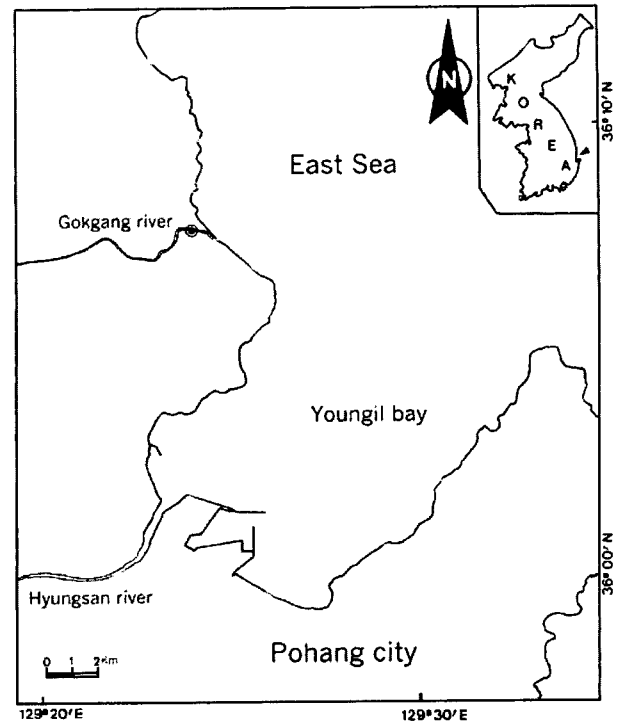 N
K
O
R
E
A
36°10′N
East Sea
Gokgang river
Youngil bay
36°00′N
Hyungsan river
Pohang city
0 1 2Km
129°20′E
129°30′E